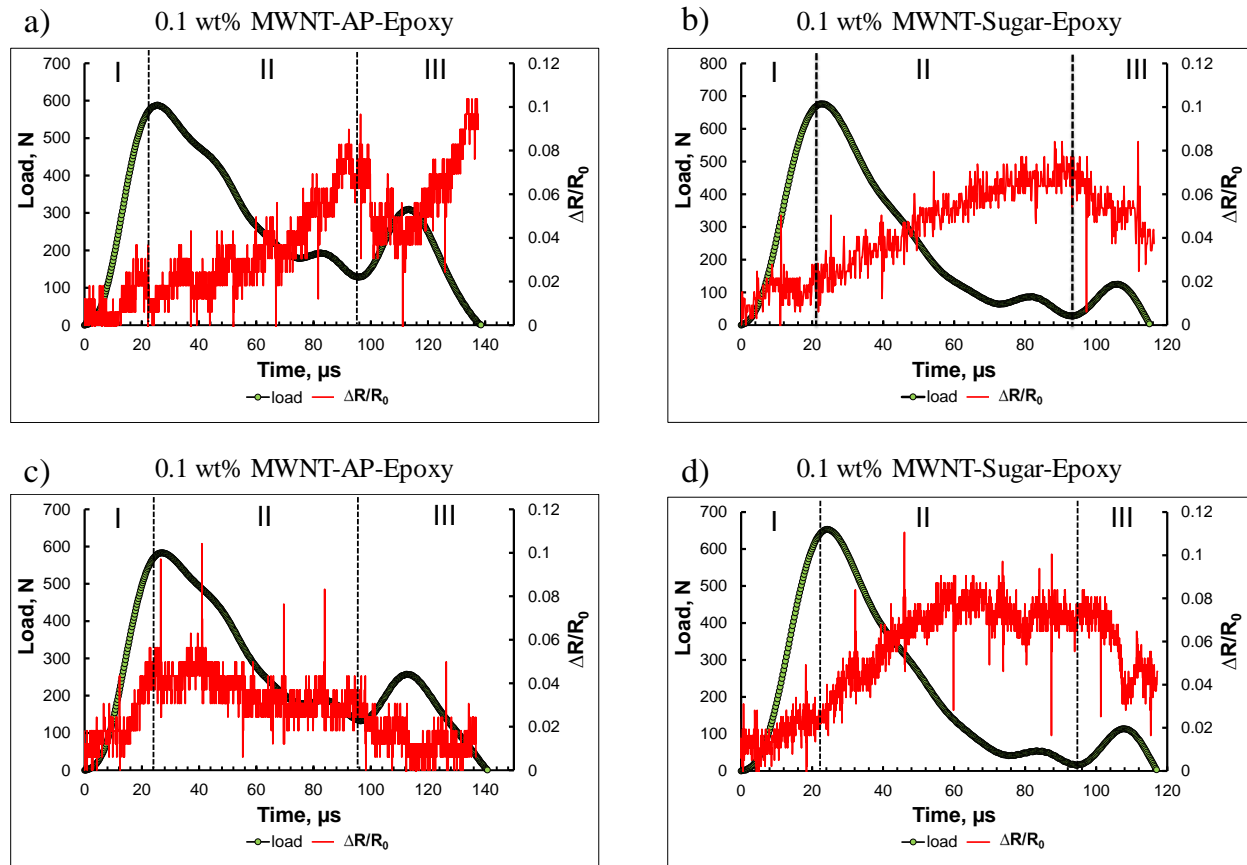 a) 0.1 wt% MWNT-AP-Epoxy
b) 0.1 wt% MWNT-Sugar-Epoxy
I II III
700 600 500 400 300 200 100 0
Load, N
0.12 0.1 0.08 0.06 0.04 0.02 0
ΔR/R0
0 20 40 60 80 100 120 140
Time, µs
load ΔR/R0
I II III
800 700 600 500 400 300 200 100 0
Load, N
0.12 0.1 0.08 0.06 0.04 0.02 0
ΔR/R0
0 20 40 60 80 100 120
Time, µs
load ΔR/R0
c) 0.1 wt% MWNT-AP-Epoxy
d) 0.1 wt% MWNT-Sugar-Epoxy
I II III
700 600 500 400 300 200 100 0
Load, N
0.12 0.1 0.08 0.06 0.04 0.02 0
ΔR/R0
0 20 40 60 80 100 120 140
Time, µs
load ΔR/R0
I II III
700 600 500 400 300 200 100 0
Load, N
0.12 0.1 0.08 0.06 0.04 0.02 0
ΔR/R0
0 20 40 60 80 100 120
Time, µs
load ΔR/R0